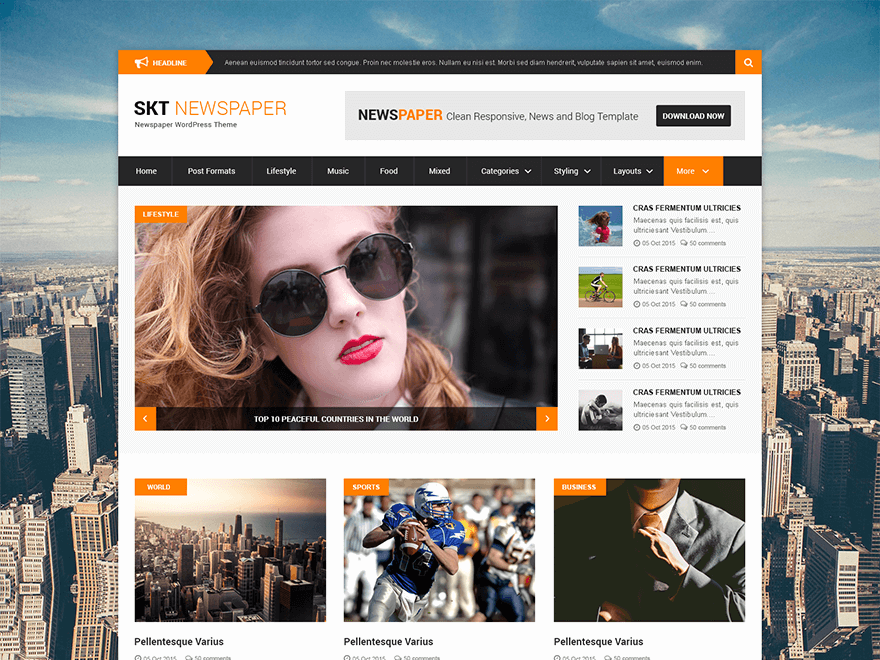 HEADLINE
Aenean euismod tincidunt tortor sed congue. Proin nec molestie eros. Nullam eu nisi est. Morbi sed diam hendrerit, vulputate sapien sit amet, euismod enim.
SKT NEWSPAPER
Newspaper WordPress Theme
NEWSPAPER Clean Responsive, News and Blog Template
DOWNLOAD NOW
Home Post Formats Lifestyle Music Food Mixed Categories Styling Layouts More
LIFESTYLE
TOP 10 PEACEFUL COUNTRIES IN THE WORLD
CRAS FERMENTUM ULTRICIES
Maecenas quis facilisis est, quis
ultriciesant Vestibulum....
05 Oct 2015 50 comments
CRAS FERMENTUM ULTRICIES
Maecenas quis facilisis est, quis
ultriciesant Vestibulum....
05 Oct 2015 50 comments
CRAS FERMENTUM ULTRICIES
Maecenas quis facilisis est, quis
ultriciesant Vestibulum....
05 Oct 2015 50 comments
CRAS FERMENTUM ULTRICIES
Maecenas quis facilisis est, quis
ultriciesant Vestibulum....
05 Oct 2015 50 comments
WORLD
SPORTS
BUSINESS
Pellentesque Varius
Pellentesque Varius
Pellentesque Varius
05 Oct 2015 50 comments
05 Oct 2015 50 comments
05 Oct 2015 50 comments